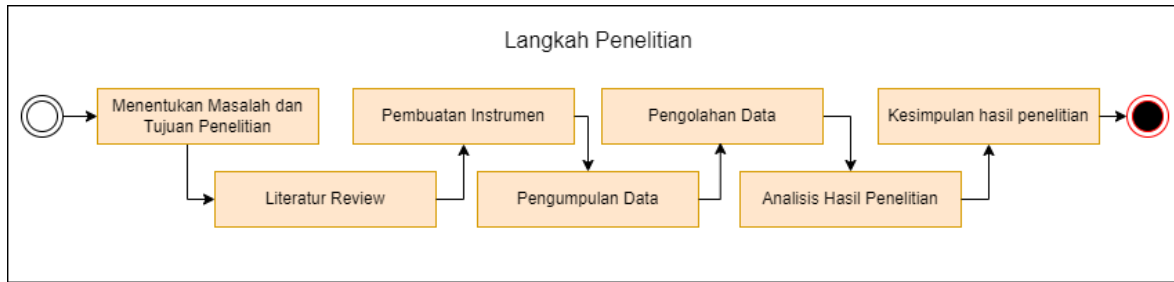 Langkah Penelitian
Menentukan Masalah dan
Tujuan Penelitian
Literatur Review
Pembuatan Instrumen
Pengumpulan Data
Pengolahan Data
Analisis Hasil Penelitian
Kesimpulan hasil penelitian